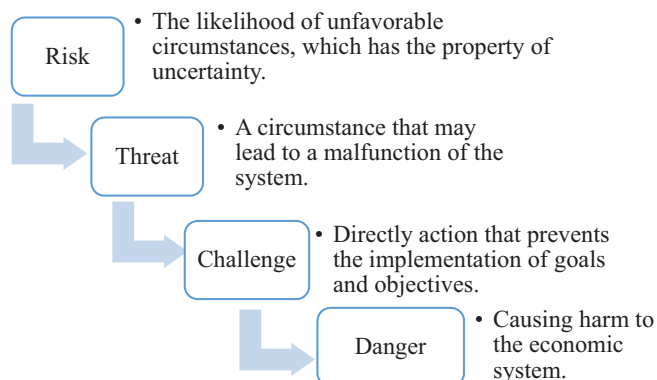 Risk
• The likelihood of unfavorable
circumstances, which has the property of
uncertainty.
Threat
• A circumstance that may
lead to a malfunction of the
system.
Challenge
• Directly action that prevents
the implementation of goals
and objectives.
Danger
• Causing harm to
the economic
system.